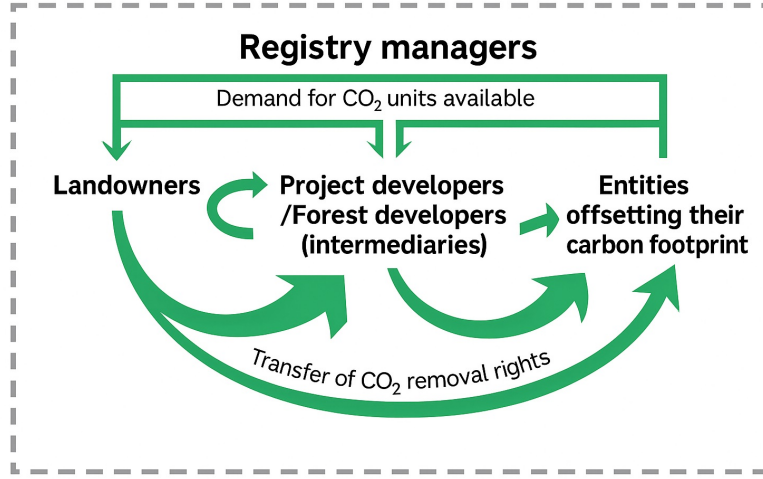 Registry managers
Demand for CO₂ units available
Landowners
Project developers
/Forest developers
(intermediaries)
Entities
offsetting their
carbon footprint
Transfer of CO₂ removal rights